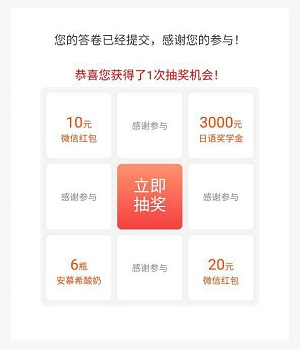 您的答卷已经提交，感谢您的参与！
恭喜您获得了1次抽奖机会！
10元
微信红包
感谢参与
3000元
日语奖学金
感谢参与
立即
抽奖
感谢参与
6瓶
安慕希酸奶
感谢参与
20元
微信红包